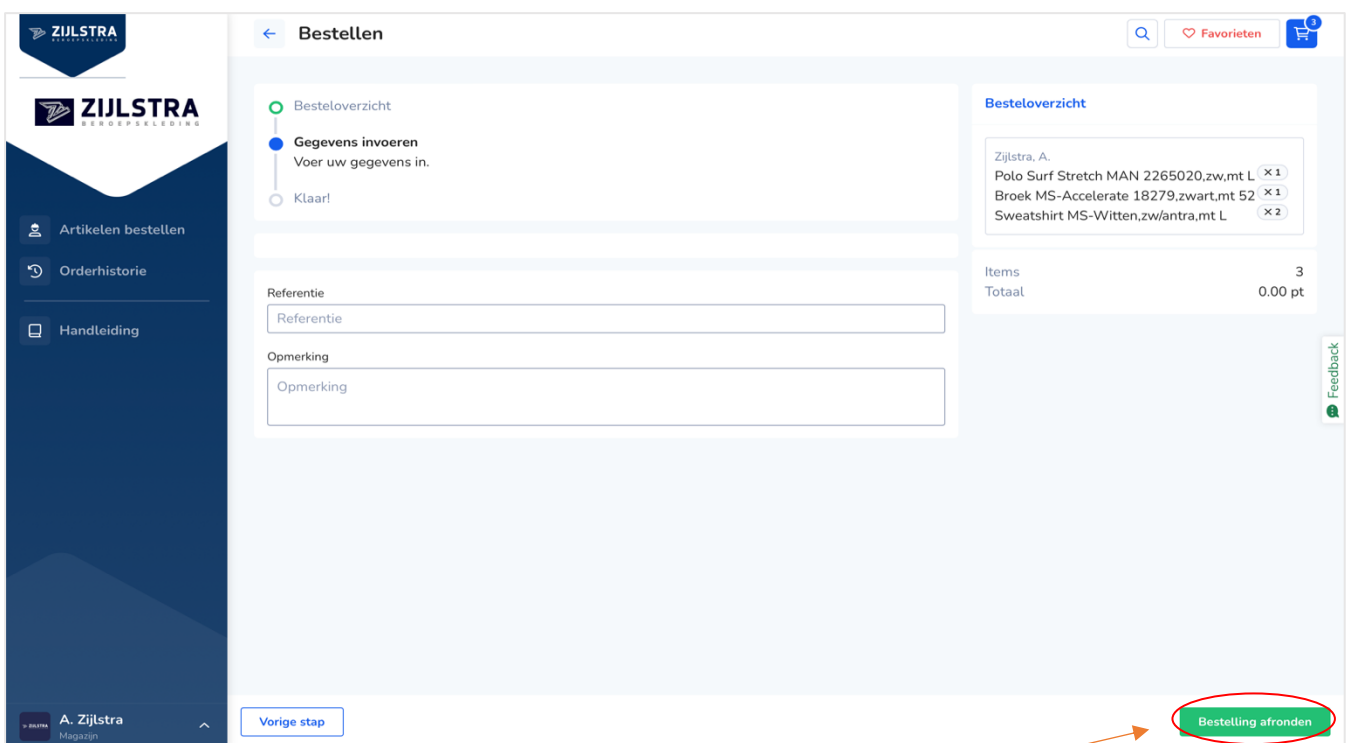 ZIJLSTRA
BEROEPSKLEDING
ZIJLSTRA
BEROEPSKLEDING
Artikelen bestellen
Orderhistorie
Handleiding
A. Zijlstra
Magazijn
Bestellen
Favorieten
3
Besteloverzicht
Gegevens invoeren
Voer uw gegevens in.
Klaar!
Referentie
Referentie
Opmerking
Opmerking
Besteloverzicht
Zijlstra, A.
Polo Surf Stretch MAN 2265020,zw,mt L × 1
Broek MS-Accelerate 18279,zwart,mt 52 × 1
Sweatshirt MS-Witten,zw/antra,mt L × 2
Items 3
Totaal 0.00 pt
Feedback
Vorige stap
Bestelling afronden